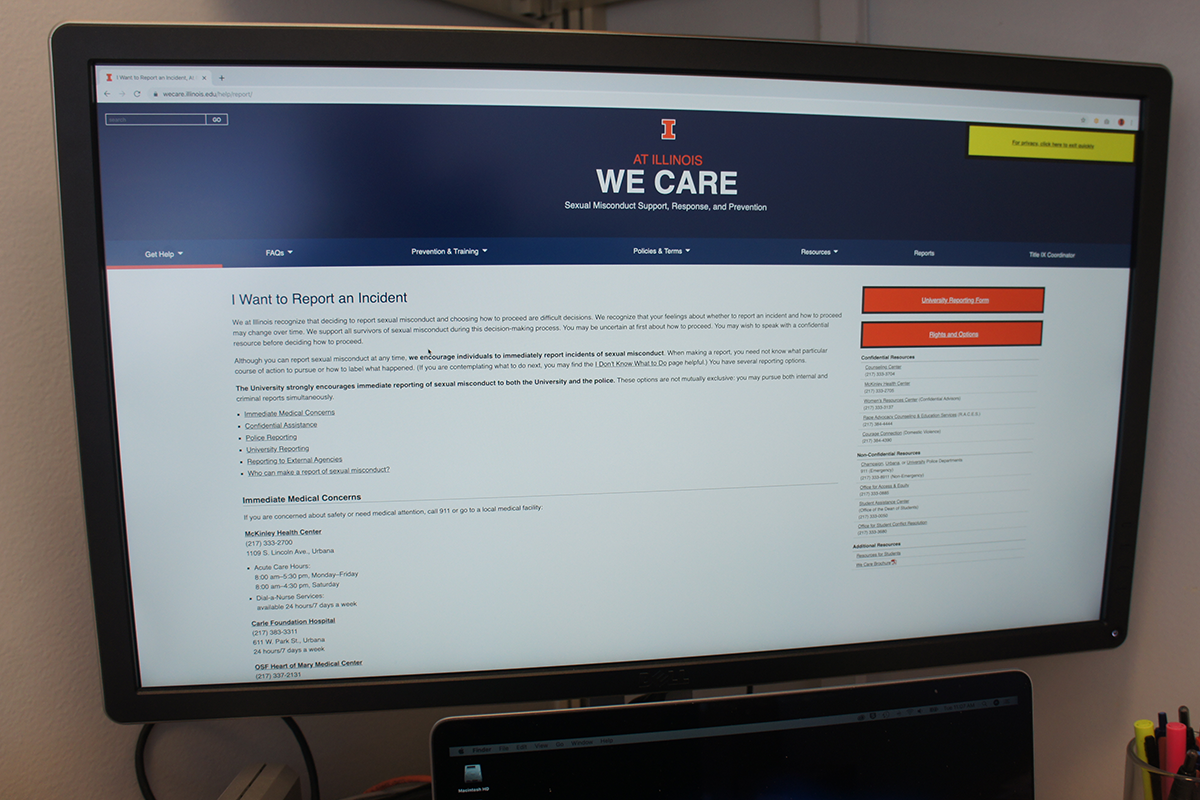 I Want to Report an Incident, At
wecare.illinois.edu/help/report/
search
GO
For privacy, click here to exit quickly
I
AT ILLINOIS
WE CARE
Sexual Misconduct Support, Response, and Prevention
Get Help
FAQs
Prevention & Training
Policies & Terms
Resources
Reports
Title IX Coordinator
I Want to Report an Incident
We at Illinois recognize that deciding to report sexual misconduct and choosing how to proceed are difficult decisions. We recognize that your feelings about whether to report an incident and how to proceed
may change over time. We support all survivors of sexual misconduct during this decision-making process. You may be uncertain at first about how to proceed. You may wish to speak with a confidential
resource before deciding how to proceed.
Although you can report sexual misconduct at any time, we encourage individuals to immediately report incidents of sexual misconduct. When making a report, you need not know what particular
course of action to pursue or how to label what happened. (If you are contemplating what to do next, you may find the I Don't Know What to Do page helpful.) You have several reporting options.
The University strongly encourages immediate reporting of sexual misconduct to both the University and the police. These options are not mutually exclusive: you may pursue both internal and
criminal reports simultaneously.
Immediate Medical Concerns
Confidential Assistance
Police Reporting
University Reporting
Reporting to External Agencies
Who can make a report of sexual misconduct?
Immediate Medical Concerns
If you are concerned about safety or need medical attention, call 911 or go to a local medical facility:
McKinley Health Center
(217) 333-2700
1109 S. Lincoln Ave., Urbana
Acute Care Hours:
8:00 am–5:30 pm, Monday–Friday
8:00 am–4:30 pm, Saturday
Dial-a-Nurse Services:
available 24 hours/7 days a week
Carle Foundation Hospital
(217) 383-3311
611 W. Park St., Urbana
24 hours/7 days a week
OSF Heart of Mary Medical Center
(217) 337-2131
University Reporting Form
Rights and Options
Confidential Resources
Counseling Center
(217) 333-3704
McKinley Health Center
(217) 333-2700
Women's Resources Center (Confidential Advisors)
(217) 333-3137
Rape Advocacy Counseling & Education Services (R.A.C.E.S.)
(217) 384-4444
Courage Connection (Domestic Violence)
(217) 384-4390
Non-Confidential Resources
Champaign, Urbana, or University Police Departments
911 (Emergency)
(217) 333-8911 (Non-Emergency)
Office for Access & Equity
(217) 333-0885
Student Assistance Center
(Office of the Dean of Students)
(217) 333-0050
Office for Student Conflict Resolution
(217) 333-3680
Additional Resources
Resources for Students
We Care Brochure
DELL
Finder File Edit View Go Window Help
Macintosh HD